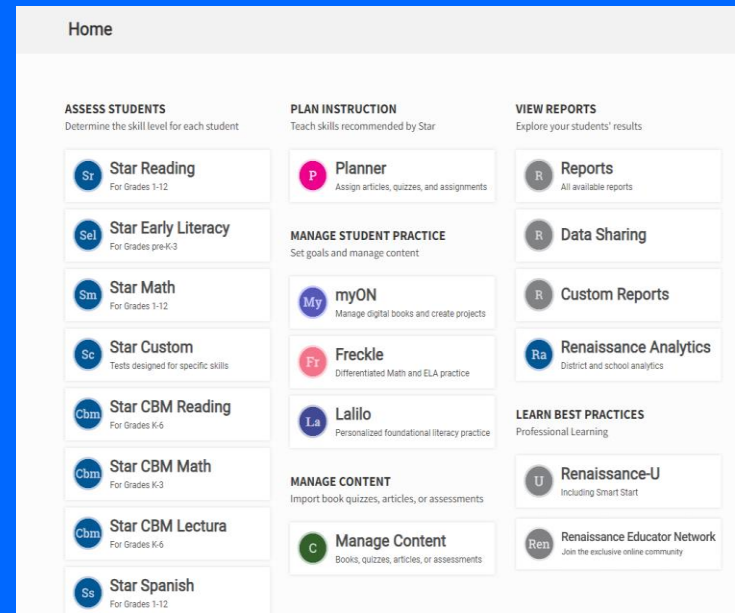 Home
ASSESS STUDENTS
Determine the skill level for each student
Sr
Star Reading
For Grades 1-12
Sel
Star Early Literacy
For Grades pre-K-3
Sm
Star Math
For Grades 1-12
Sc
Star Custom
Tests designed for specific skills
Cbm
Star CBM Reading
For Grades K-6
Cbm
Star CBM Math
For Grades K-3
Cbm
Star CBM Lectura
For Grades K-6
Ss
Star Spanish
For Grades 1-12
PLAN INSTRUCTION
Teach skills recommended by Star
P
Planner
Assign articles, quizzes, and assignments
MANAGE STUDENT PRACTICE
Set goals and manage content
My
myON
Manage digital books and create projects
Fr
Freckle
Differentiated Math and ELA practice
La
Lalilo
Personalized foundational literacy practice
MANAGE CONTENT
Import book quizzes, articles, or assessments
C
Manage Content
Books, quizzes, articles, or assessments
VIEW REPORTS
Explore your students' results
R
Reports
All available reports
R
Data Sharing
R
Custom Reports
Ra
Renaissance Analytics
District and school analytics
LEARN BEST PRACTICES
Professional Learning
U
Renaissance-U
Including Smart Start
Ren
Renaissance Educator Network
Join the exclusive online community